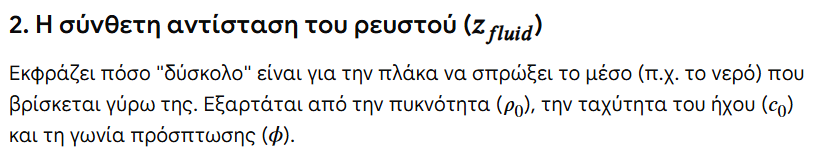 2. Η σύνθετη αντίσταση του ρευστού (z_fluid)
Εκφράζει πόσο "δύσκολο" είναι για την πλάκα να σπρώξει το μέσο (π.χ. το νερό) που
βρίσκεται γύρω της. Εξαρτάται από την πυκνότητα (ρ₀), την ταχύτητα του ήχου (c₀)
και τη γωνία πρόσπτωσης (ϕ).